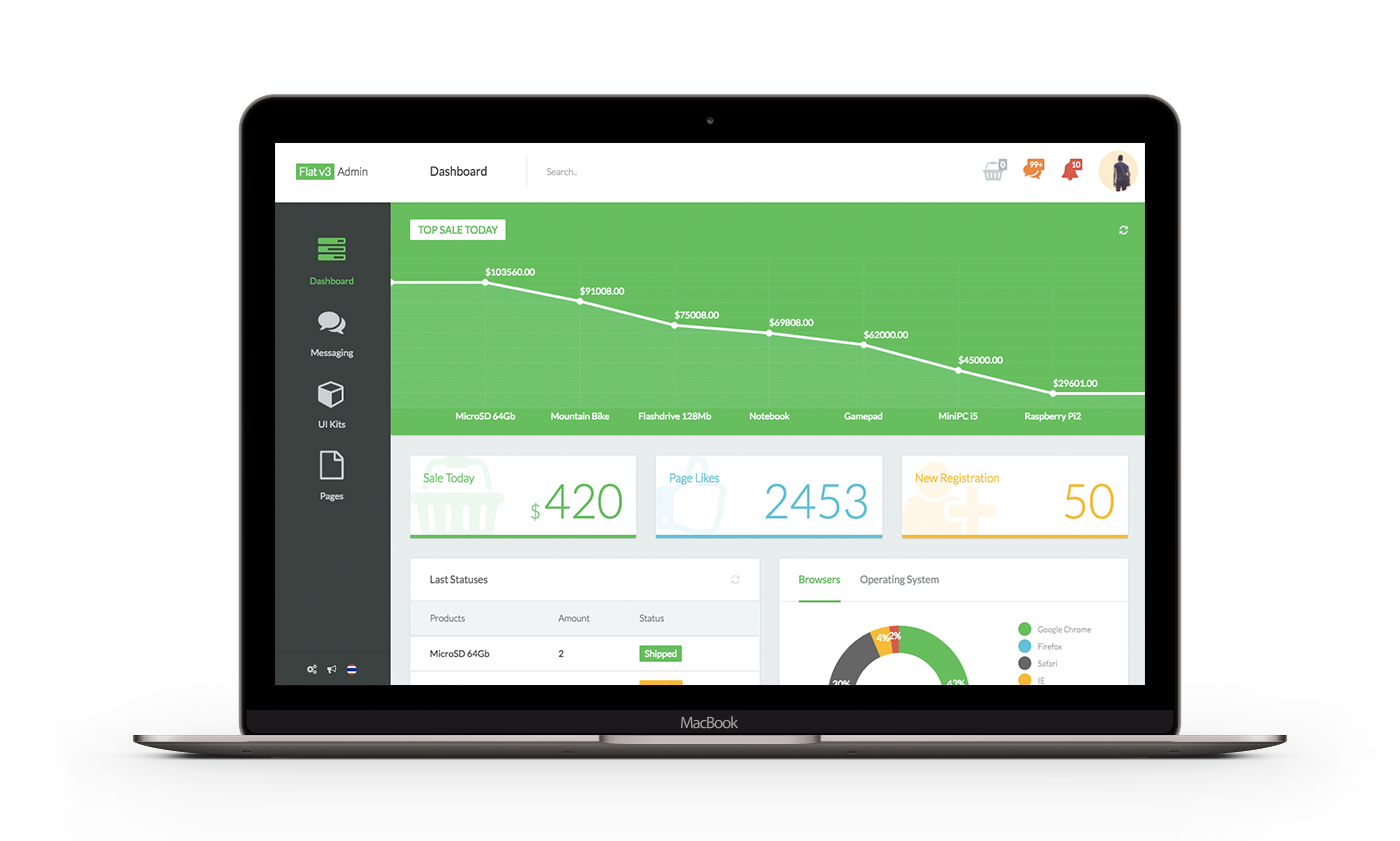 Flat v3 Admin
Dashboard
Search..
0
99+
10
Dashboard
Messaging
UI Kits
Pages
TOP SALE TODAY
$103560.00
$91008.00
$75008.00
$69808.00
$62000.00
$45000.00
$29601.00
MicroSD 64Gb
Mountain Bike
Flashdrive 128Mb
Notebook
Gamepad
MiniPC i5
Raspberry Pi2
Sale Today
$420
Page Likes
2453
New Registration
50
Last Statuses
Products Amount Status
MicroSD 64Gb 2 Shipped
Browsers
Operating System
4%
2%
30%
43%
Google Chrome
Firefox
Safari
IE
MacBook